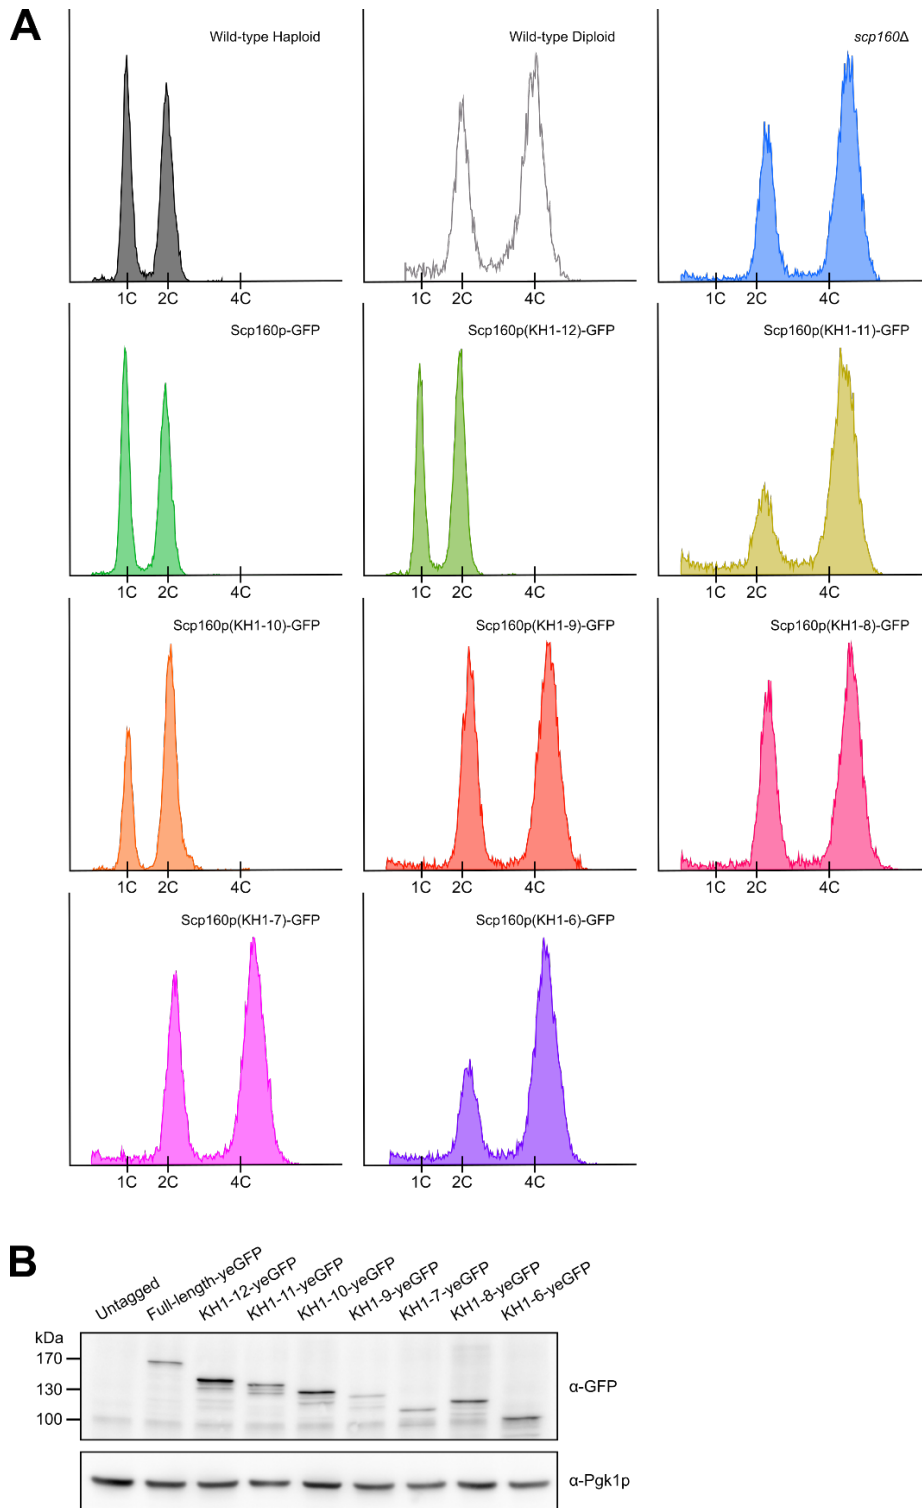 A
Wild-type Haploid
1C 2C 4C
Wild-type Diploid
1C 2C 4C
scp160Δ
1C 2C 4C
Scp160p-GFP
1C 2C 4C
Scp160p(KH1-12)-GFP
1C 2C 4C
Scp160p(KH1-11)-GFP
1C 2C 4C
Scp160p(KH1-10)-GFP
1C 2C 4C
Scp160p(KH1-9)-GFP
1C 2C 4C
Scp160p(KH1-8)-GFP
1C 2C 4C
Scp160p(KH1-7)-GFP
1C 2C 4C
Scp160p(KH1-6)-GFP
1C 2C 4C
B
Untagged
Full-length-yeGFP
KH1-12-yeGFP
KH1-11-yeGFP
KH1-10-yeGFP
KH1-9-yeGFP
KH1-7-yeGFP
KH1-8-yeGFP
KH1-6-yeGFP
kDa
170
130
100
α-GFP
α-Pgk1p